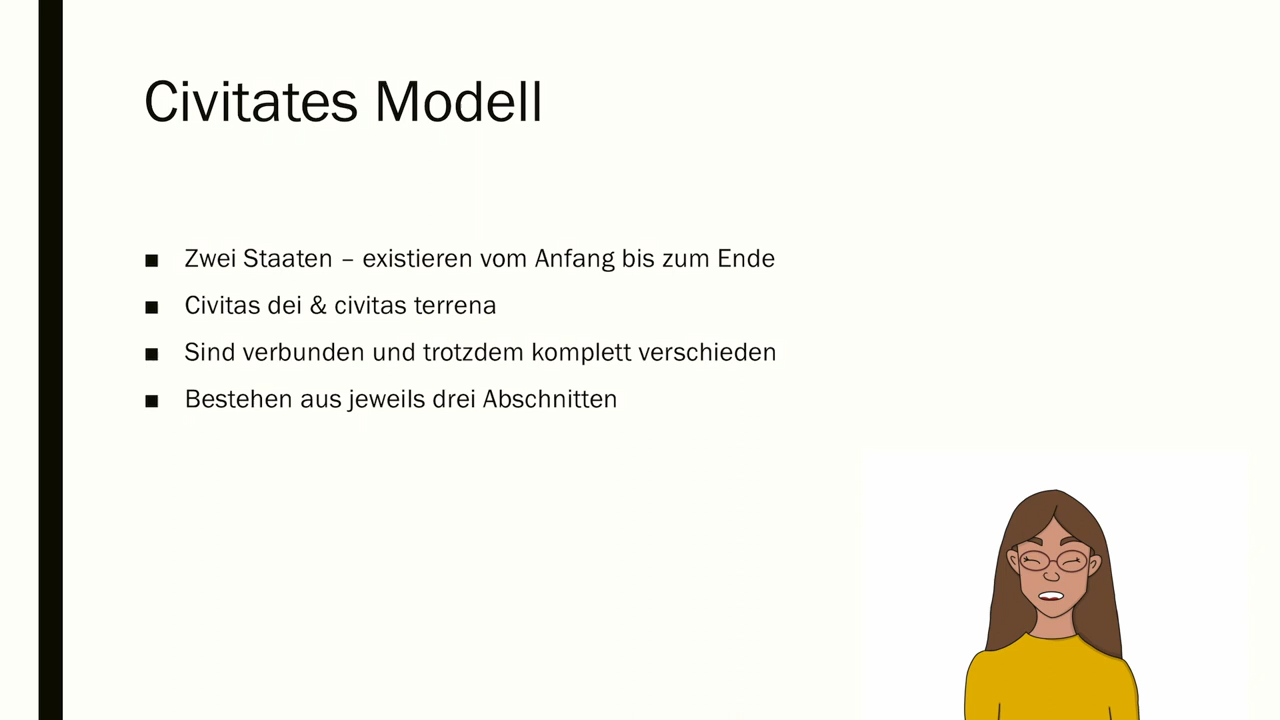 Civitates Modell
▪ Zwei Staaten – existieren vom Anfang bis zum Ende
▪ Civitas dei & civitas terrena
▪ Sind verbunden und trotzdem komplett verschieden
▪ Bestehen aus jeweils drei Abschnitten